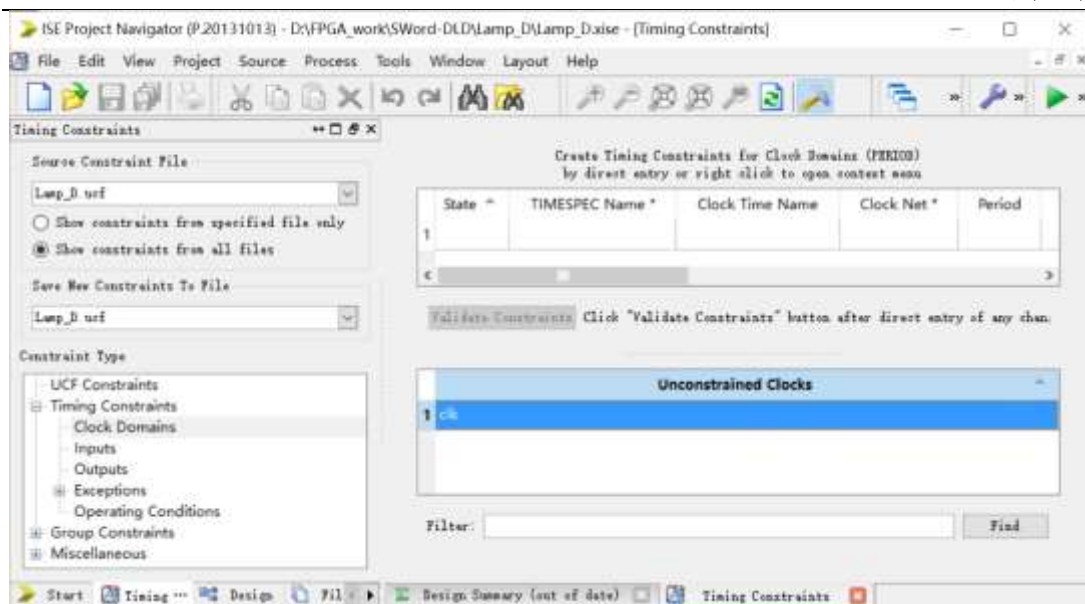 ISE Project Navigator (P.20131013) - D:\FPGA_work\SWord-DLD\Lamp_D\Lamp_D.xise - [Timing Constraints]
File Edit View Project Source Process Tools Window Layout Help
Timing Constraints
Source Constraint File
Lamp_D.ucf
Show constraints from specified file only
Show constraints from all files
Save New Constraints To File
Lamp_D.ucf
Constraint Type
UCF Constraints
Timing Constraints
Clock Domains
Inputs
Outputs
Exceptions
Operating Conditions
Group Constraints
Miscellaneous
Create Timing Constraints for Clock Domains (PERIOD)
by direct entry or right click to open context menu
State TIMESPEC Name * Clock Time Name Clock Net * Period
1
Validate Constraints Click "Validate Constraints" button after direct entry of any chan
Unconstrained Clocks
1 clk
Filter: Find
Start Timing ... Design Fil Design Summary (out of date) Timing Constraints